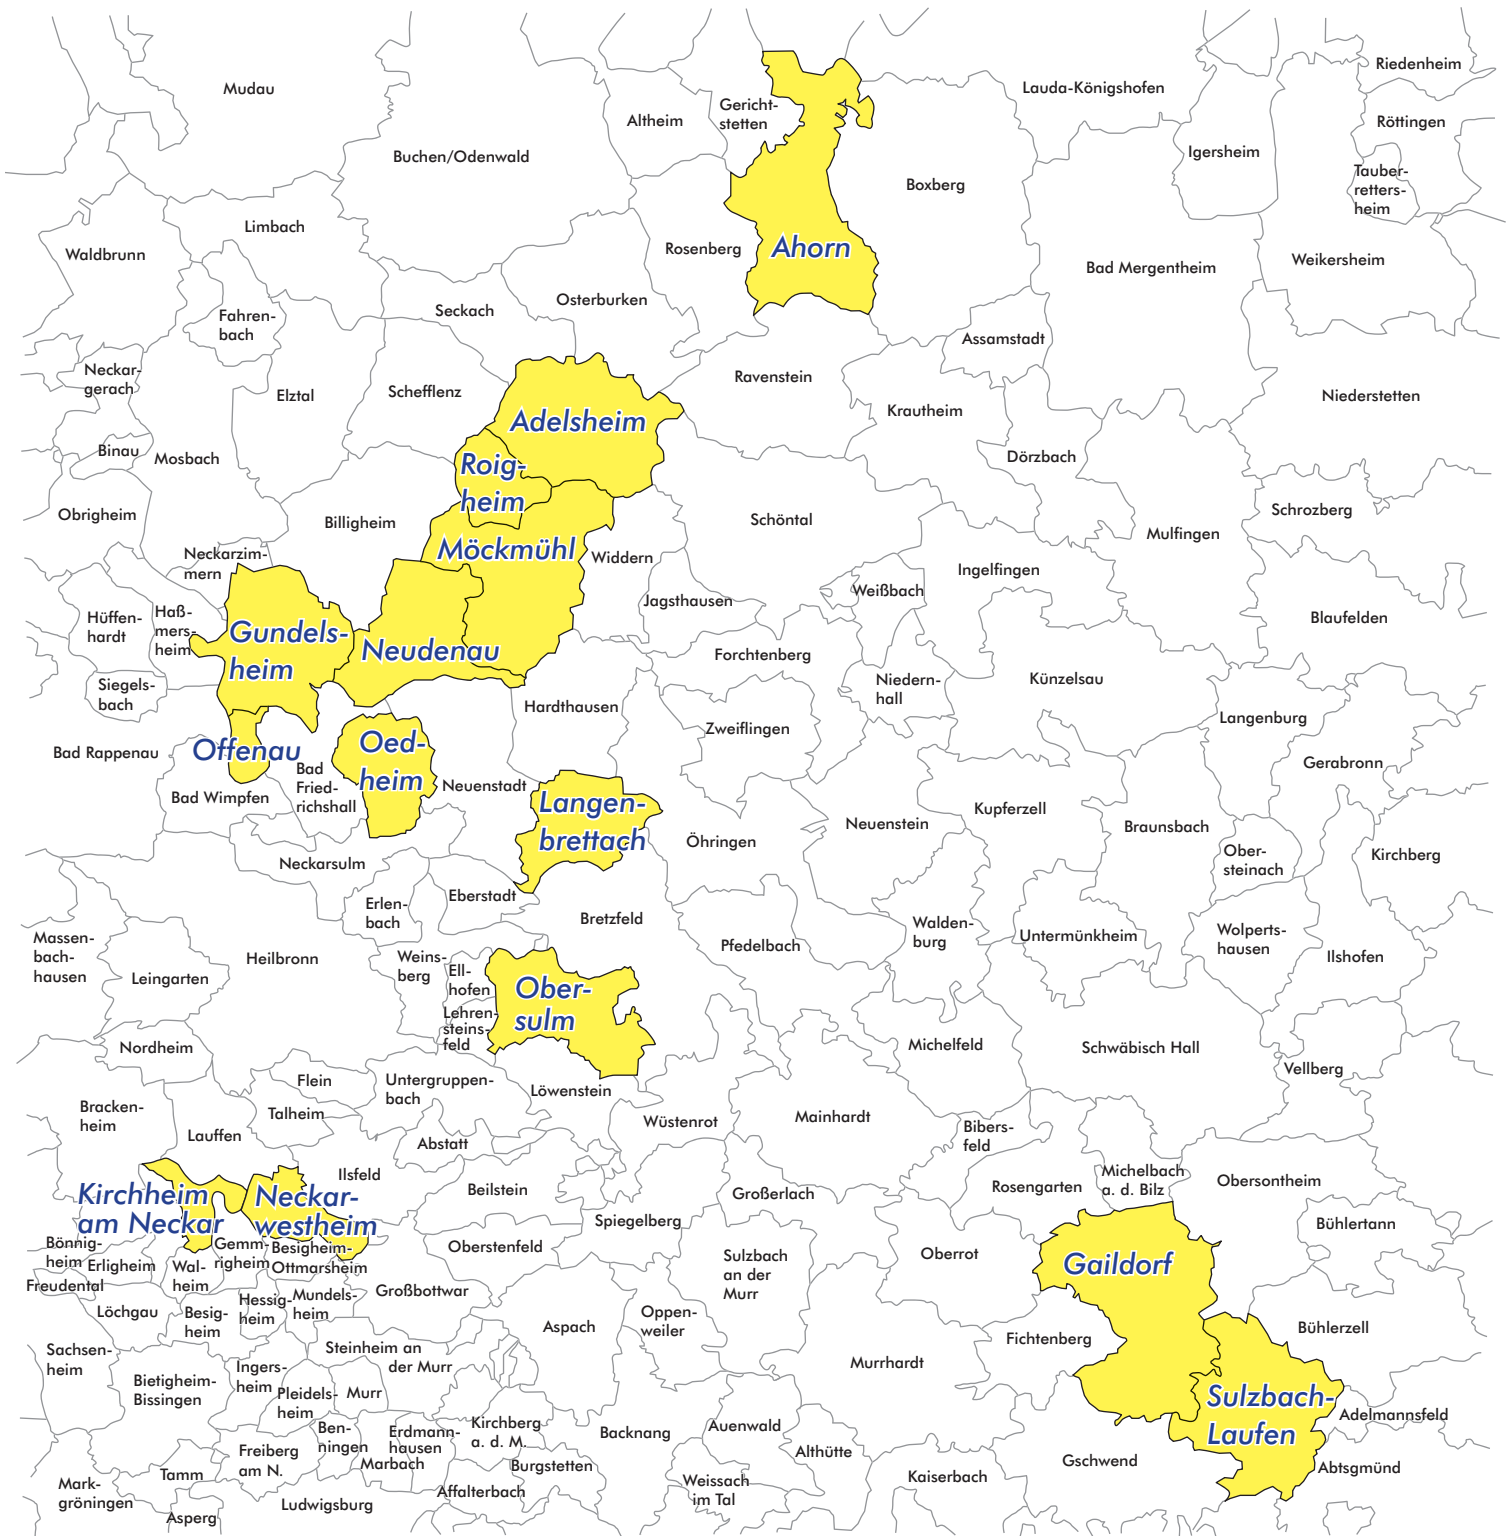 Mudau
Lauda-Königshofen
Riedenheim
Altheim
Gericht-
stetten
Röttingen
Buchen/Odenwald
Boxberg
Igersheim
Tauber-
retters-
heim
Waldbrunn
Limbach
Rosenberg
Ahorn
Bad Mergentheim
Weikersheim
Fahren-
bach
Seckach
Osterburken
Assamstadt
Neckar-
gerach
Elztal
Schefflenz
Ravenstein
Krautheim
Niederstetten
Adelsheim
Binau
Mosbach
Roig-
heim
Dörzbach
Obrigheim
Billigheim
Schöntal
Schrozberg
Mulfingen
Neckarzim-
mern
Möckmühl
Widdern
Ingelfingen
Weißbach
Jagsthausen
Hüffen-
hardt
Haß-
mers-
heim
Gundels-
heim
Neudenau
Blaufelden
Forchtenberg
Niedern-
hall
Künzelsau
Siegels-
bach
Hardthausen
Zweiflingen
Langenburg
Bad Rappenau
Offenau
Oed-
heim
Gerabronn
Bad
Fried-
richshall
Bad Wimpfen
Neuenstadt
Langen-
brettach
Kupferzell
Neuenstein
Braunsbach
Öhringen
Ober-
steinach
Kirchberg
Neckarsulm
Erlen-
bach
Eberstadt
Bretzfeld
Pfedelbach
Walden-
burg
Untermünkheim
Wolperts-
hausen
Ilshofen
Massen-
bach-
hausen
Leingarten
Heilbronn
Weins-
berg
Ell-
hofen
Ober-
sulm
Lehren-
steins-
feld
Nordheim
Michelfeld
Schwäbisch Hall
Vellberg
Flein
Untergruppen-
bach
Löwenstein
Bracken-
heim
Talheim
Wüstenrot
Mainhardt
Lauffen
Abstatt
Bibers-
feld
Ilsfeld
Beilstein
Großerlach
Rosengarten
Michelbach
a. d. Bilz
Obersontheim
Kirchheim
am Neckar
Neckar-
westheim
Spiegelberg
Bühlertann
Bönnig-
heim
Erligheim
Wal-
heim
Gemm-
righeim
Besigheim-
Ottmarsheim
Oberstenfeld
Sulzbach
an der
Murr
Oberrot
Gaildorf
Freudental
Löchgau
Besig-
heim
Hessig-
heim
Mundels-
heim
Großbottwar
Aspach
Oppen-
weiler
Fichtenberg
Bühlerzell
Sachsen-
heim
Steinheim an
der Murr
Murrhardt
Bietigheim-
Bissingen
Ingers-
heim
Pleidels-
heim
Murr
Sulzbach-
Laufen
Adelmannsfeld
Ben-
ningen
Erdmann-
hausen
Kirchberg
a. d. M.
Backnang
Auenwald
Althütte
Freiberg
am N.
Marbach
Burgstetten
Gschwend
Abtsgmünd
Tamm
Mark-
gröningen
Affalterbach
Weissach
im Tal
Kaiserbach
Asperg
Ludwigsburg